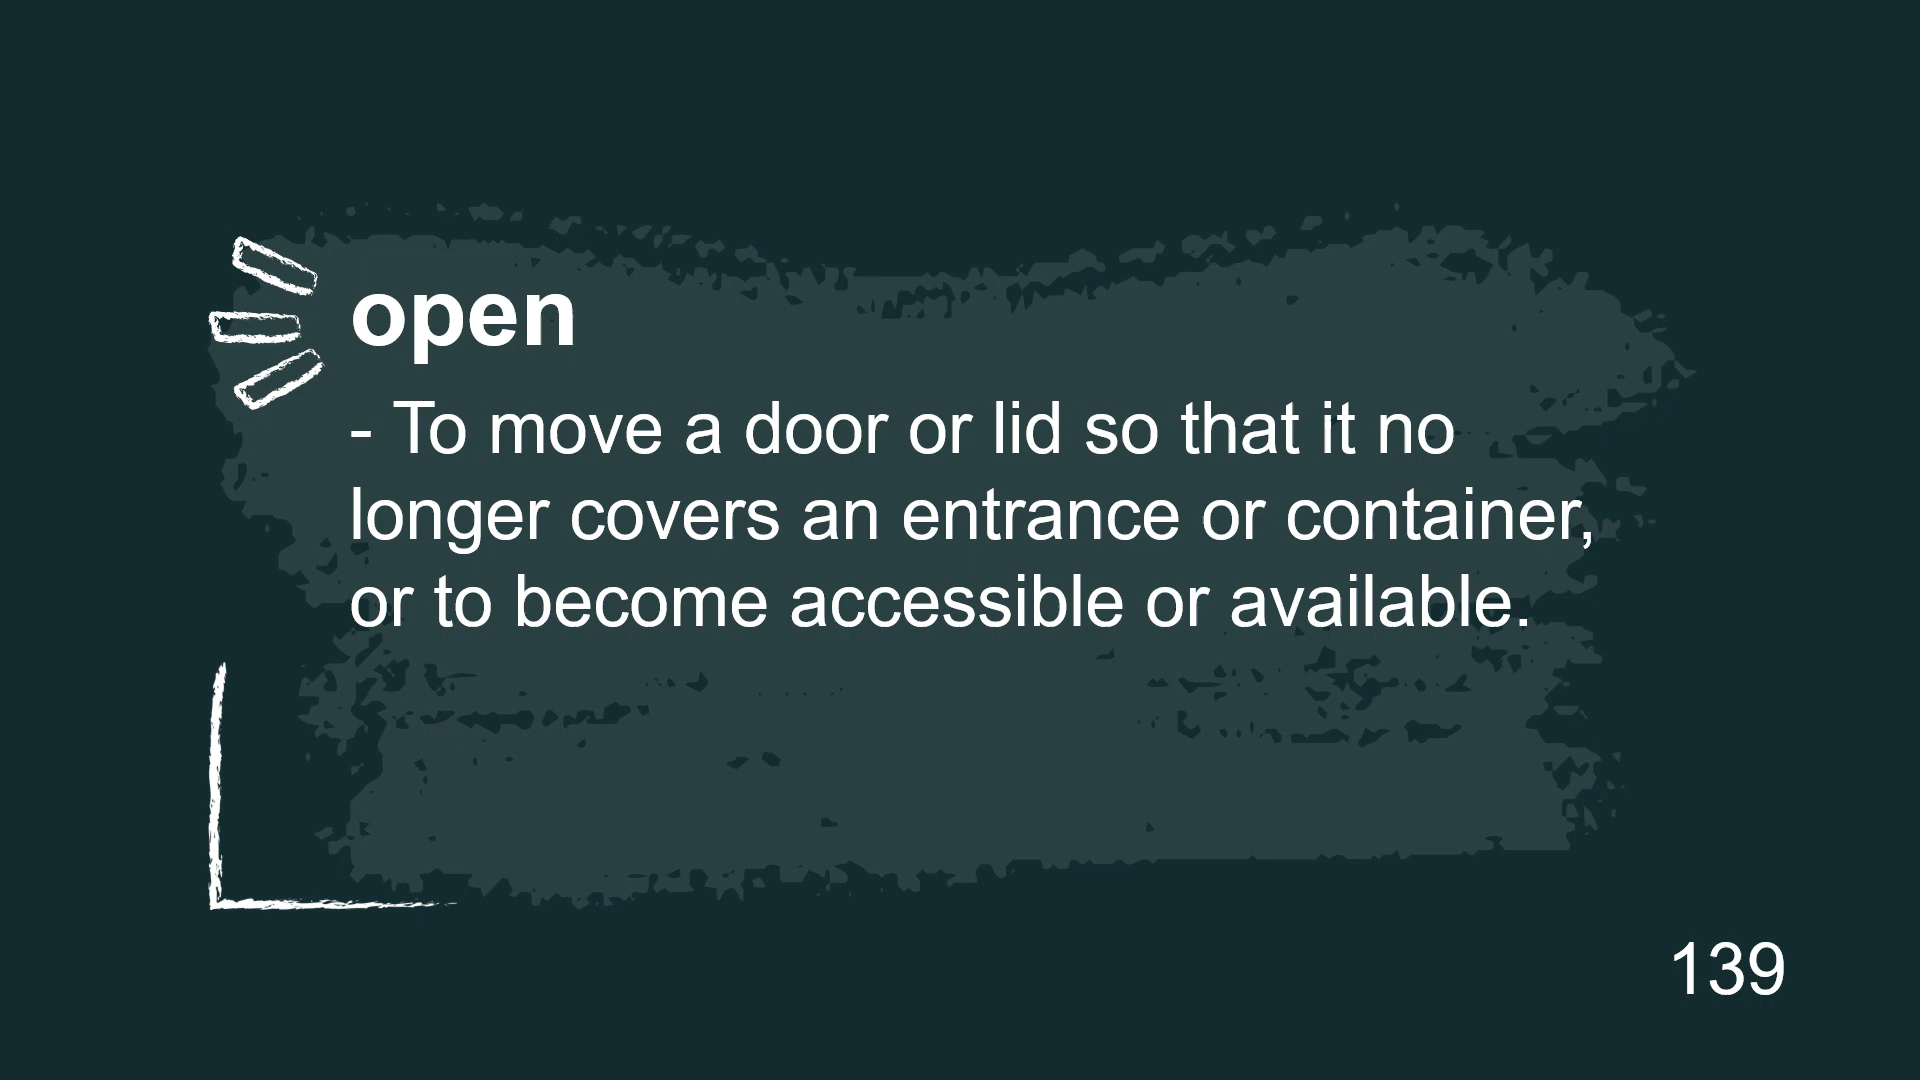 open
- To move a door or lid so that it no
longer covers an entrance or container,
or to become accessible or available.
139